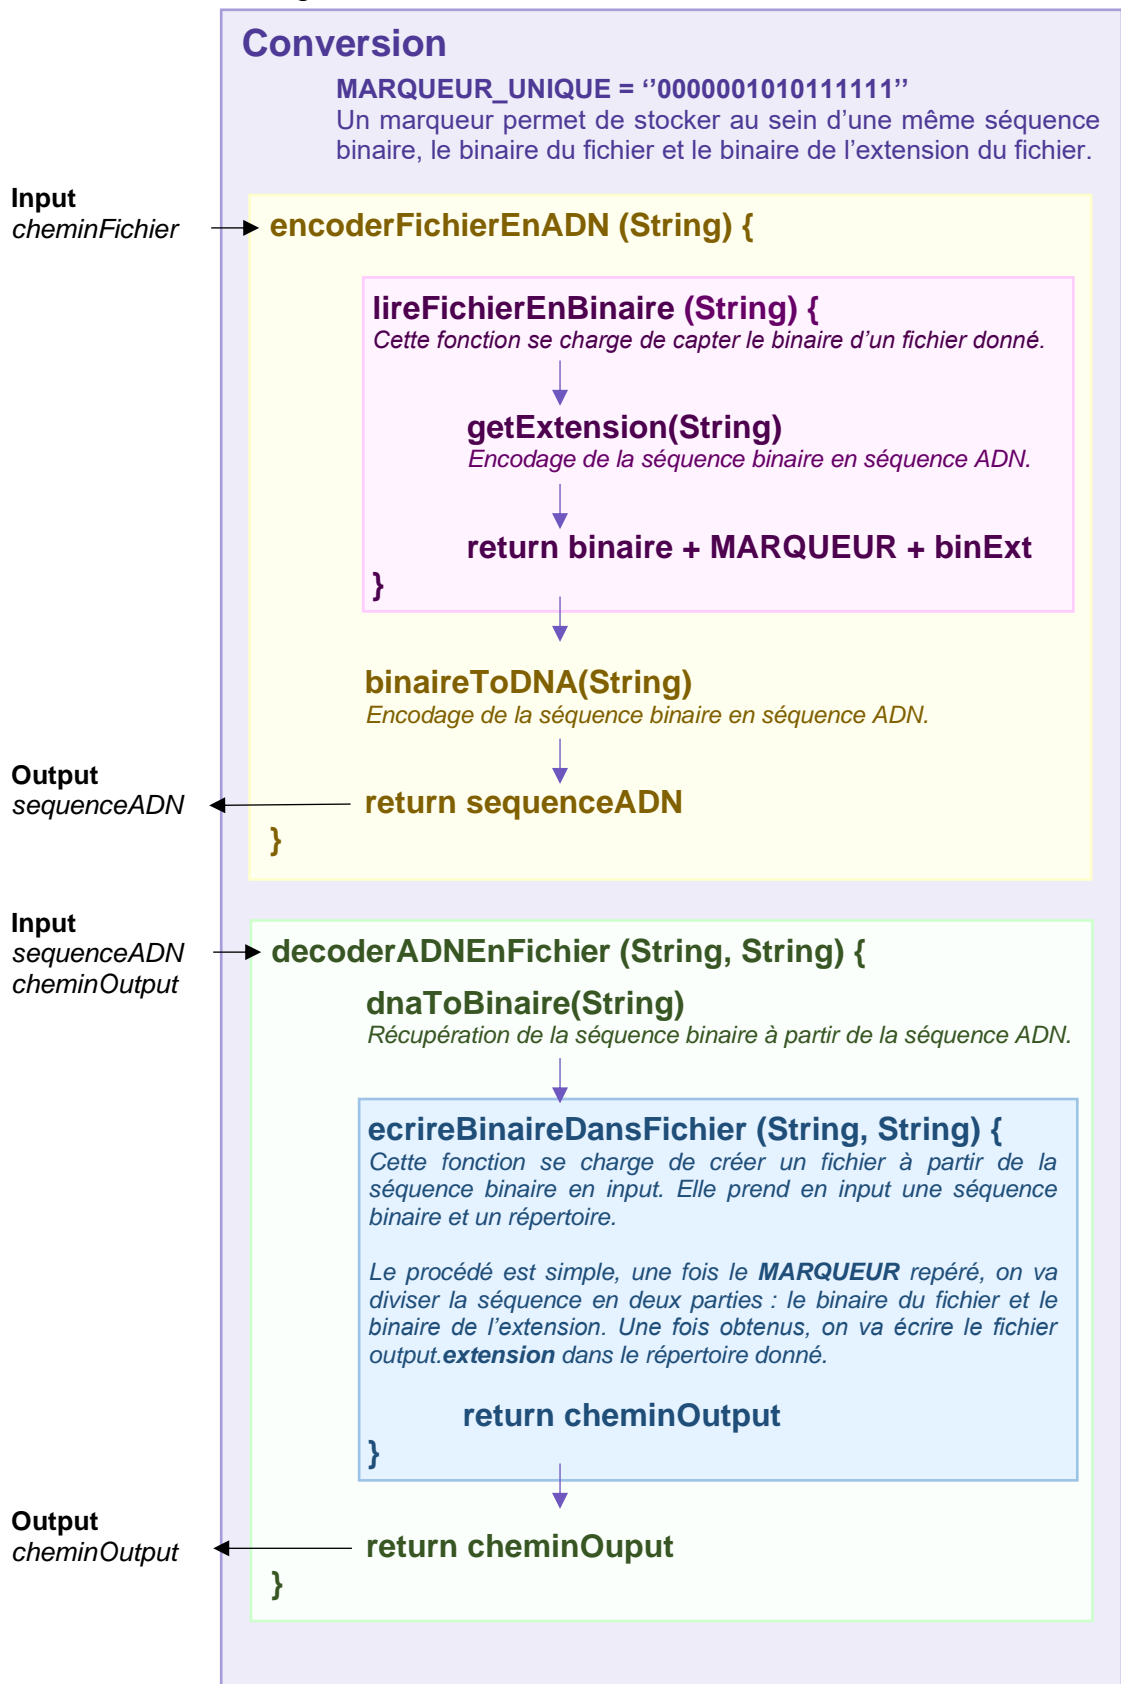 Conversion
MARQUEUR_UNIQUE = ‘’0000001010111111’’
Un marqueur permet de stocker au sein d’une même séquence
binaire, le binaire du fichier et le binaire de l’extension du fichier.
Input
cheminFichier
encoderFichierEnADN (String) {
lireFichierEnBinaire (String) {
Cette fonction se charge de capter le binaire d’un fichier donné.
getExtension(String)
Encodage de la séquence binaire en séquence ADN.
return binaire + MARQUEUR + binExt
}
binaireToDNA(String)
Encodage de la séquence binaire en séquence ADN.
Output
sequenceADN
return sequenceADN
}
Input
sequenceADN
cheminOutput
decoderADNEnFichier (String, String) {
dnaToBinaire(String)
Récupération de la séquence binaire à partir de la séquence ADN.
ecrireBinaireDansFichier (String, String) {
Cette fonction se charge de créer un fichier à partir de la
séquence binaire en input. Elle prend en input une séquence
binaire et un répertoire.
Le procédé est simple, une fois le MARQUEUR repéré, on va
diviser la séquence en deux parties : le binaire du fichier et le
binaire de l’extension. Une fois obtenus, on va écrire le fichier
output.extension dans le répertoire donné.
return cheminOutput
}
Output
cheminOutput
return cheminOuput
}